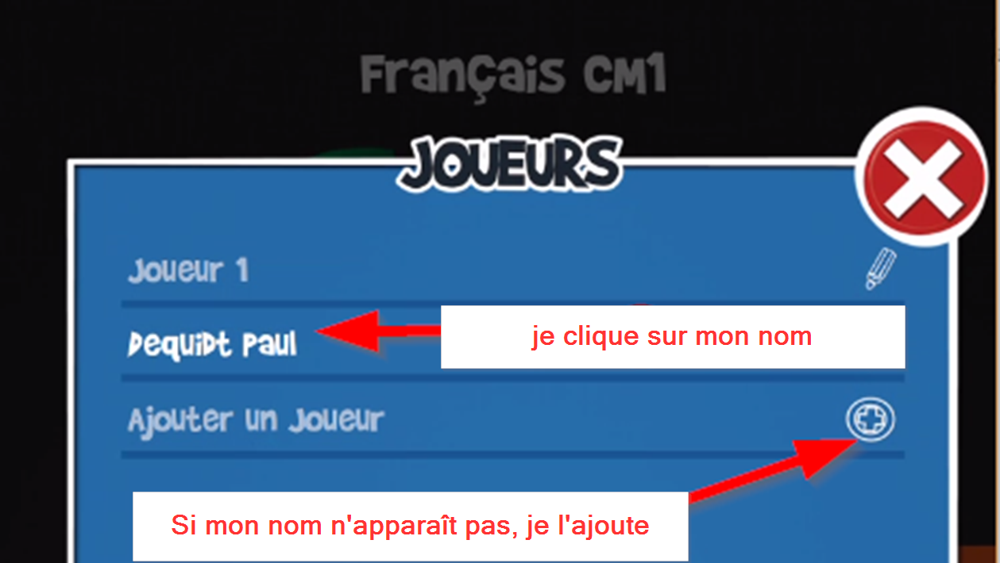 Français CM1
JOUEURS
Joueur 1
Dequidt Paul
je clique sur mon nom
Ajouter un Joueur
Si mon nom n'apparaît pas, je l'ajoute